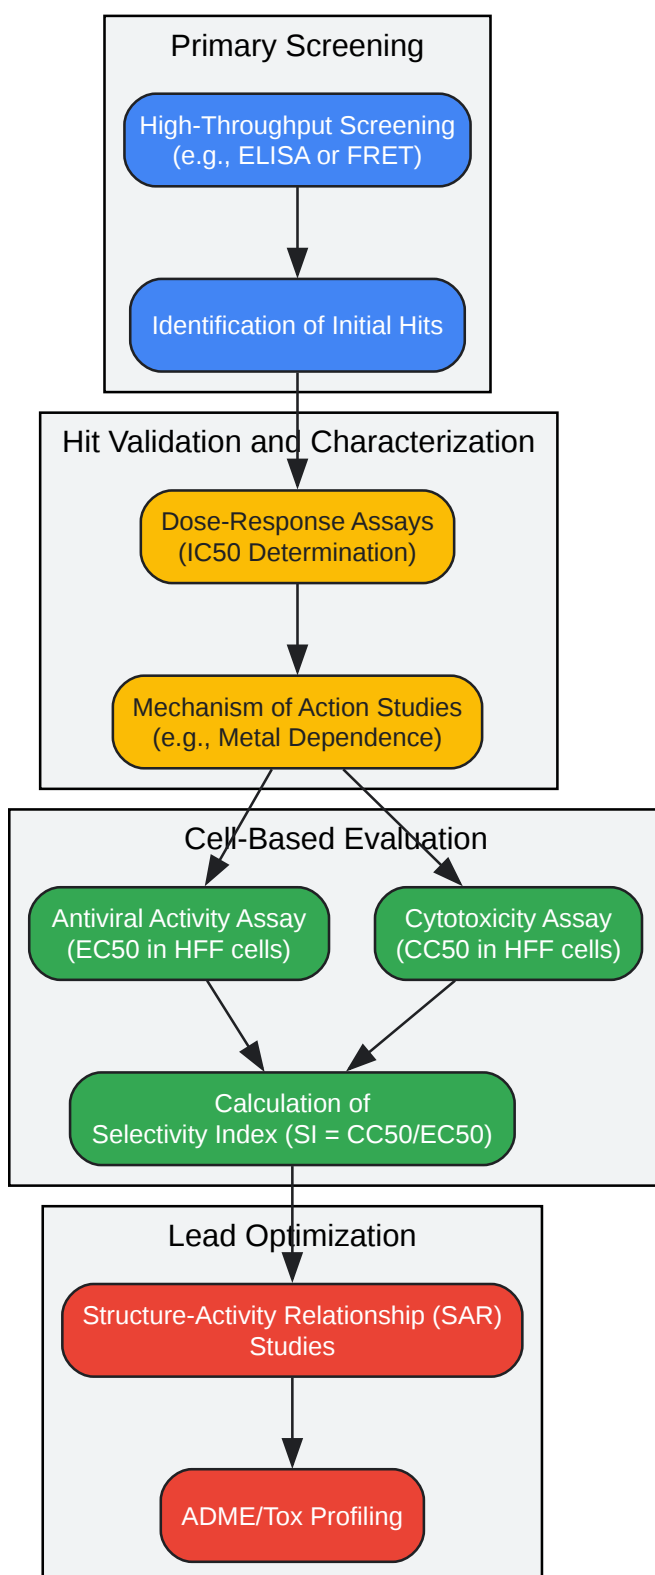 Primary Screening
High-Throughput Screening
(e.g., ELISA or FRET)
Identification of Initial Hits
Hit Validation and Characterization
Dose-Response Assays
(IC50 Determination)
Mechanism of Action Studies
(e.g., Metal Dependence)
Cell-Based Evaluation
Antiviral Activity Assay
(EC50 in HFF cells)
Cytotoxicity Assay
(CC50 in HFF cells)
Calculation of
Selectivity Index (SI = CC50/EC50)
Lead Optimization
Structure-Activity Relationship (SAR)
Studies
ADME/Tox Profiling